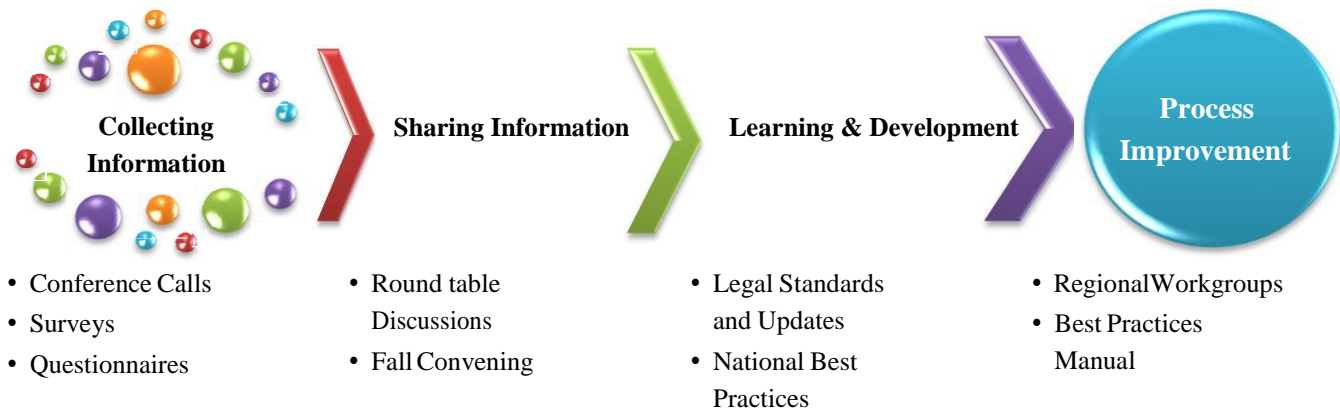 Collecting
Information
Sharing Information
Learning & Development
Process
Improvement
• Conference Calls
• Surveys
• Questionnaires
• Round table
Discussions
• Fall Convening
• Legal Standards
and Updates
• National Best
Practices
• RegionalWorkgroups
• Best Practices
Manual